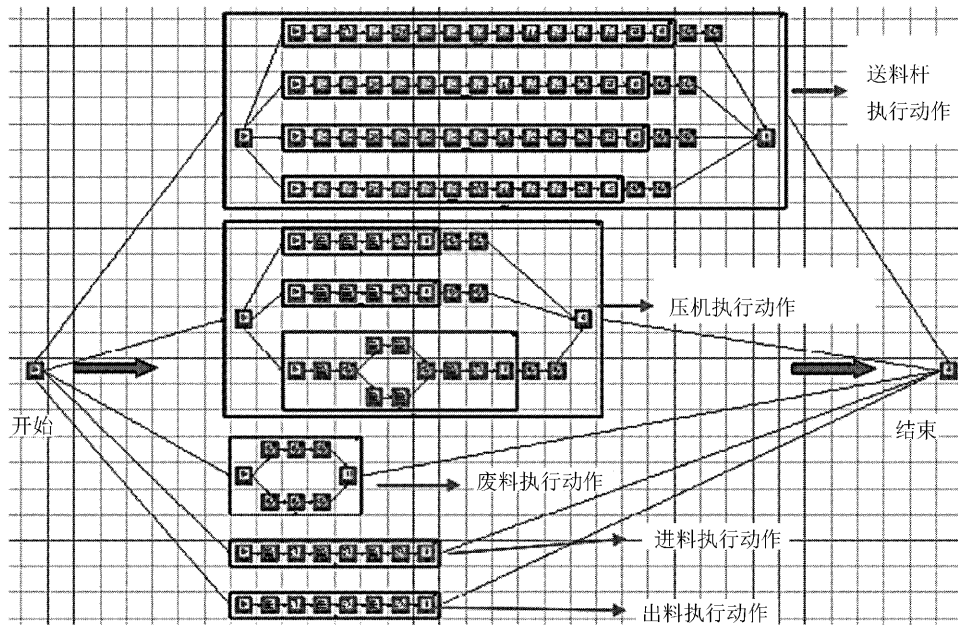 送料杆
执行动作
压机执行动作
开始
结束
废料执行动作
进料执行动作
出料执行动作